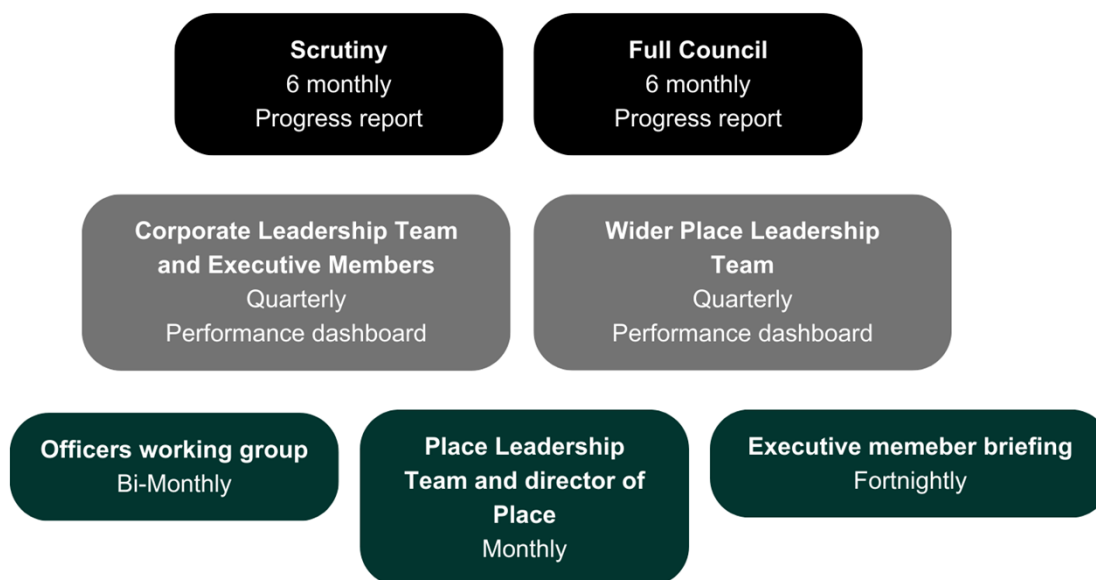 Scrutiny
6 monthly
Progress report
Full Council
6 monthly
Progress report
Corporate Leadership Team
and Executive Members
Quarterly
Performance dashboard
Wider Place Leadership
Team
Quarterly
Performance dashboard
Officers working group
Bi-Monthly
Place Leadership
Team and director of
Place
Monthly
Executive memeber briefing
Fortnightly